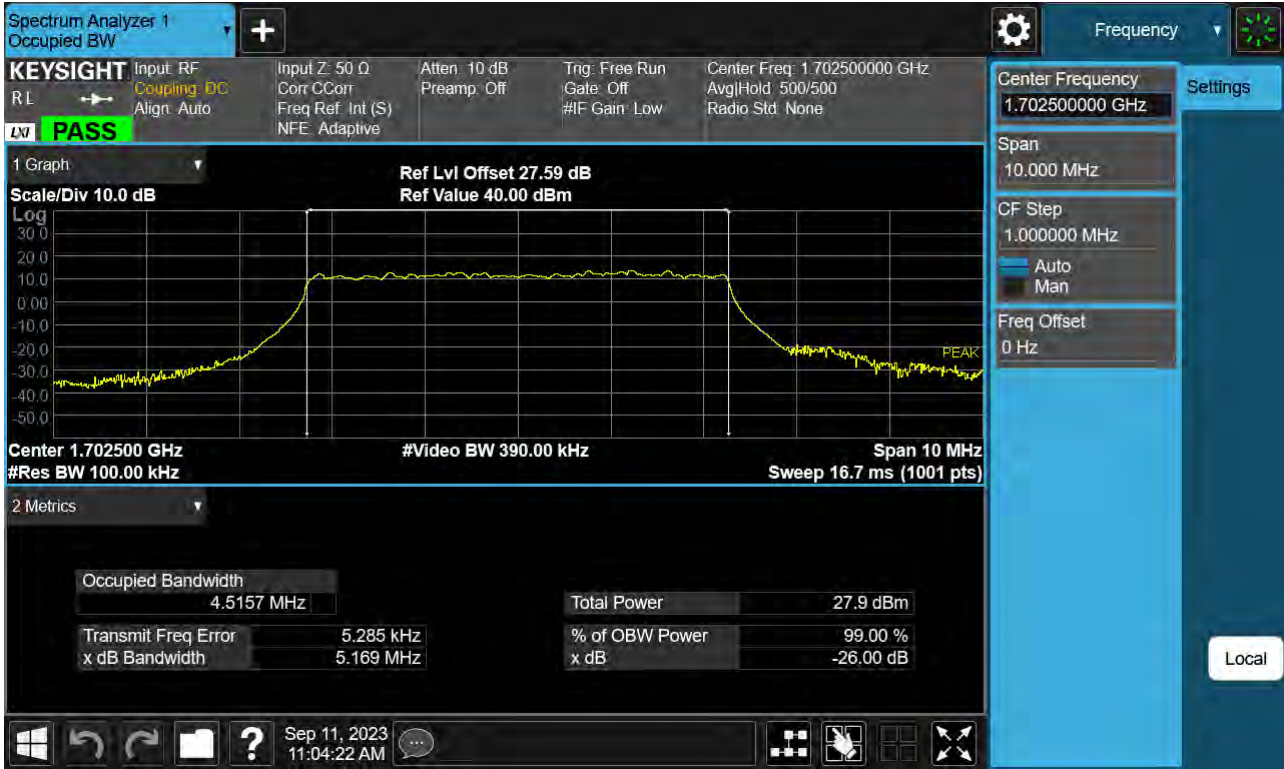 Spectrum Analyzer 1
Occupied BW
+
Frequency
KEYSIGHT
RL
LXI PASS
Input: RF
Coupling: DC
Align: Auto
Input Z: 50 Ω
Corr CCorr
Freq Ref: Int (S)
NFE: Adaptive
Atten: 10 dB
Preamp: Off
Trig: Free Run
Gate: Off
#IF Gain: Low
Center Freq: 1.702500000 GHz
Avg|Hold: 500/500
Radio Std: None
1 Graph
Scale/Div 10.0 dB
Ref Lvl Offset 27.59 dB
Ref Value 40.00 dBm
Log
30.0
20.0
10.0
0.00
-10.0
-20.0
-30.0
-40.0
-50.0
PEAK
Center 1.702500 GHz
#Video BW 390.00 kHz
Span 10 MHz
#Res BW 100.00 kHz
Sweep 16.7 ms (1001 pts)
2 Metrics
Occupied Bandwidth
4.5157 MHz
Total Power 27.9 dBm
Transmit Freq Error 5.285 kHz
% of OBW Power 99.00 %
x dB Bandwidth 5.169 MHz
x dB -26.00 dB
?
Sep 11, 2023
11:04:22 AM
Center Frequency
1.702500000 GHz
Settings
Span
10.000 MHz
CF Step
1.000000 MHz
Auto
Man
Freq Offset
0 Hz
Local